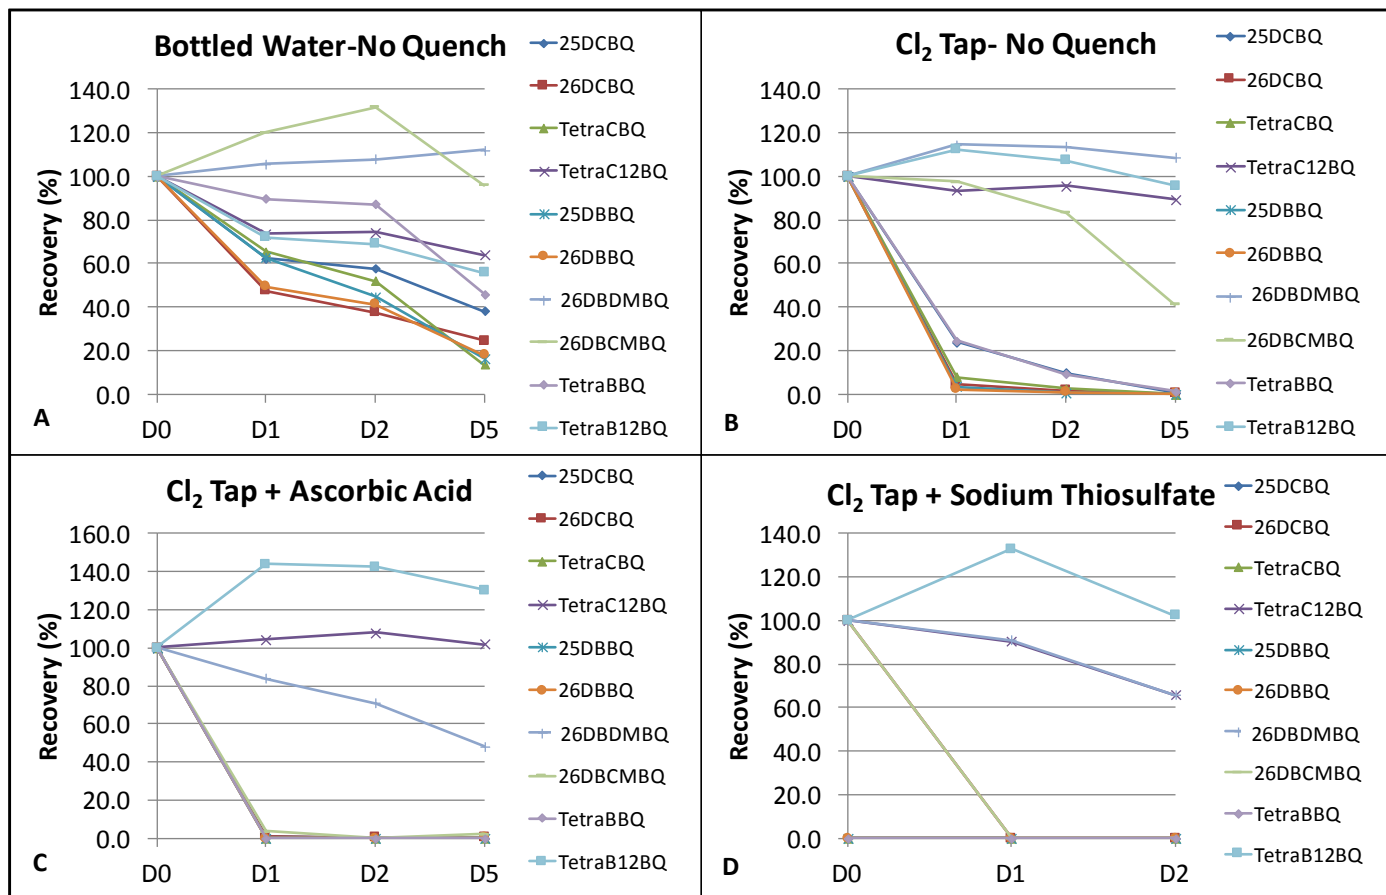 Bottled Water-No Quench
Recovery (%)
140.0
120.0
100.0
80.0
60.0
40.0
20.0
0.0
D0 D1 D2 D5
25DCBQ
26DCBQ
TetraCBQ
TetraC12BQ
25DBBQ
26DBBQ
26DBDMBQ
26DBCMBQ
TetraBBQ
TetraB12BQ
A
Cl₂ Tap- No Quench
Recovery (%)
140.0
120.0
100.0
80.0
60.0
40.0
20.0
0.0
D0 D1 D2 D5
25DCBQ
26DCBQ
TetraCBQ
TetraC12BQ
25DBBQ
26DBBQ
26DBDMBQ
26DBCMBQ
TetraBBQ
TetraB12BQ
B
Cl₂ Tap + Ascorbic Acid
Recovery (%)
160.0
140.0
120.0
100.0
80.0
60.0
40.0
20.0
0.0
D0 D1 D2 D5
25DCBQ
26DCBQ
TetraCBQ
TetraC12BQ
25DBBQ
26DBBQ
26DBDMBQ
26DBCMBQ
TetraBBQ
TetraB12BQ
C
Cl₂ Tap + Sodium Thiosulfate
Recovery (%)
140.0
120.0
100.0
80.0
60.0
40.0
20.0
0.0
D0 D1 D2
25DCBQ
26DCBQ
TetraCBQ
TetraC12BQ
25DBBQ
26DBBQ
26DBDMBQ
26DBCMBQ
TetraBBQ
TetraB12BQ
D